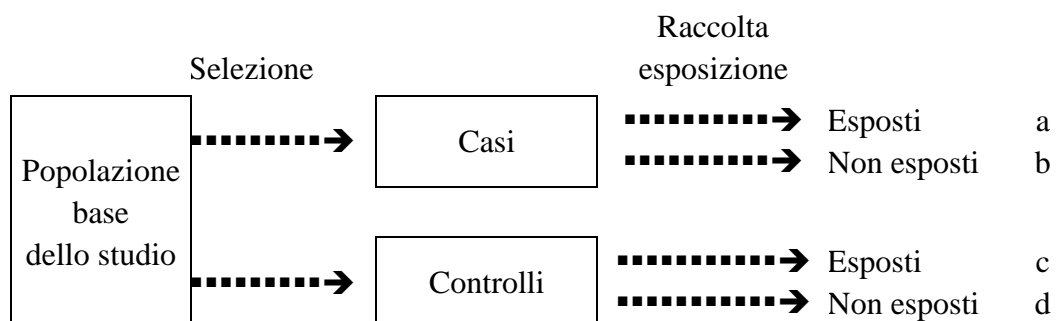 Raccolta
esposizione
Selezione
Popolazione
base
dello studio
Casi
Esposti a
Non esposti b
Controlli
Esposti c
Non esposti d